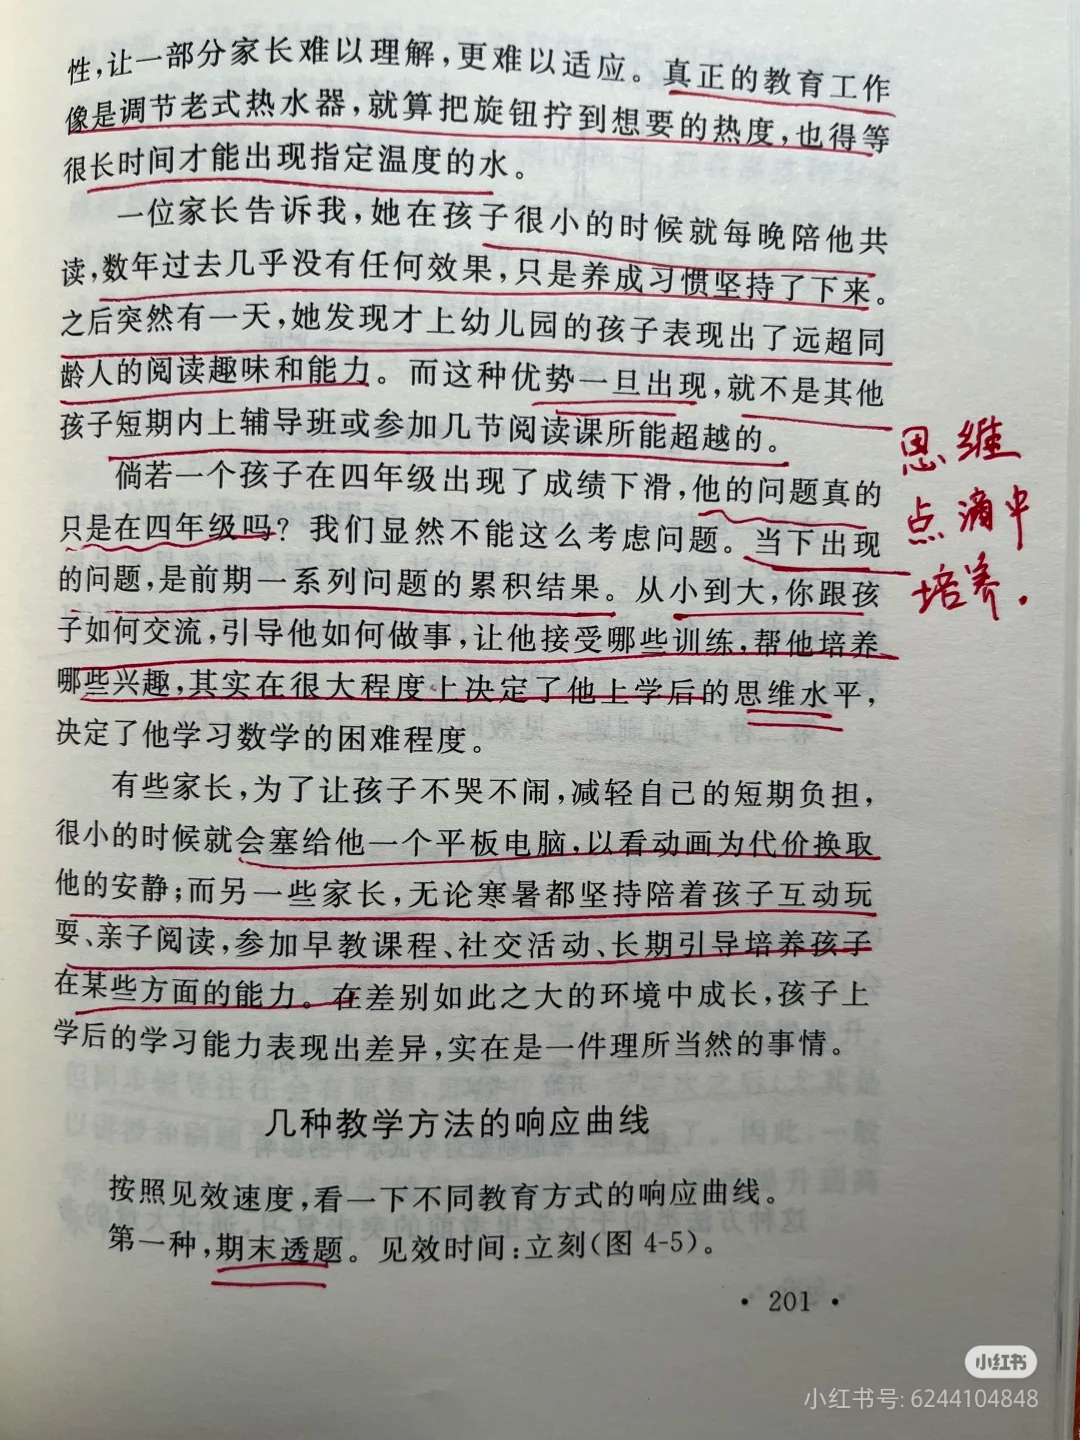 性，让一部分家长难以理解，更难以适应。真正的教育工作
像是调节老式热水器，就算把旋钮拧到想要的热度，也得等
很长时间才能出现指定温度的水。
一位家长告诉我，她在孩子很小的时候就每晚陪他共
读，数年过去几乎没有任何效果，只是养成习惯坚持了下来。
之后突然有一天，她发现才上幼儿园的孩子表现出了远超同
龄人的阅读趣味和能力。而这种优势一旦出现，就不是其他
孩子短期内上辅导班或参加几节阅读课所能超越的。
倘若一个孩子在四年级出现了成绩下滑，他的问题真的
只是在四年级吗？我们显然不能这么考虑问题。当下出现
的问题，是前期一系列问题的累积结果。从小到大，你跟孩
子如何交流，引导他如何做事，让他接受哪些训练，帮他培养
哪些兴趣，其实在很大程度上决定了他上学后的思维水平，
决定了他学习数学的困难程度。
思维
点滴中
培养．
有些家长，为了让孩子不哭不闹，减轻自己的短期负担，
很小的时候就会塞给他一个平板电脑，以看动画为代价换取
他的安静；而另一些家长，无论寒暑都坚持陪着孩子互动玩
耍、亲子阅读，参加早教课程、社交活动、长期引导培养孩子
在某些方面的能力。在差别如此之大的环境中成长，孩子上
学后的学习能力表现出差异，实在是一件理所当然的事情。
几种教学方法的响应曲线
按照见效速度，看一下不同教育方式的响应曲线。
第一种，期末透题。见效时间：立刻（图 4-5）。
• 201 •
小红书
小红书号: 6244104848